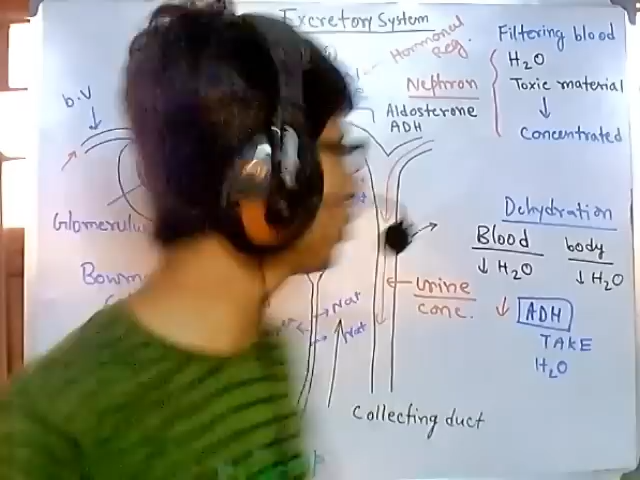 Excretory System
Hormonal
Reg.
Filtering blood
H2O
Toxic material
↓
Concentrated
Nephron
Aldosterone
ADH
b.v
Glomerulu
Bowm
Dehydration
Blood
↓ H2O
body
↓ H2O
urine
conc.
↓ ADH
TAKE
H2O
Na+
Na+
Collecting duct